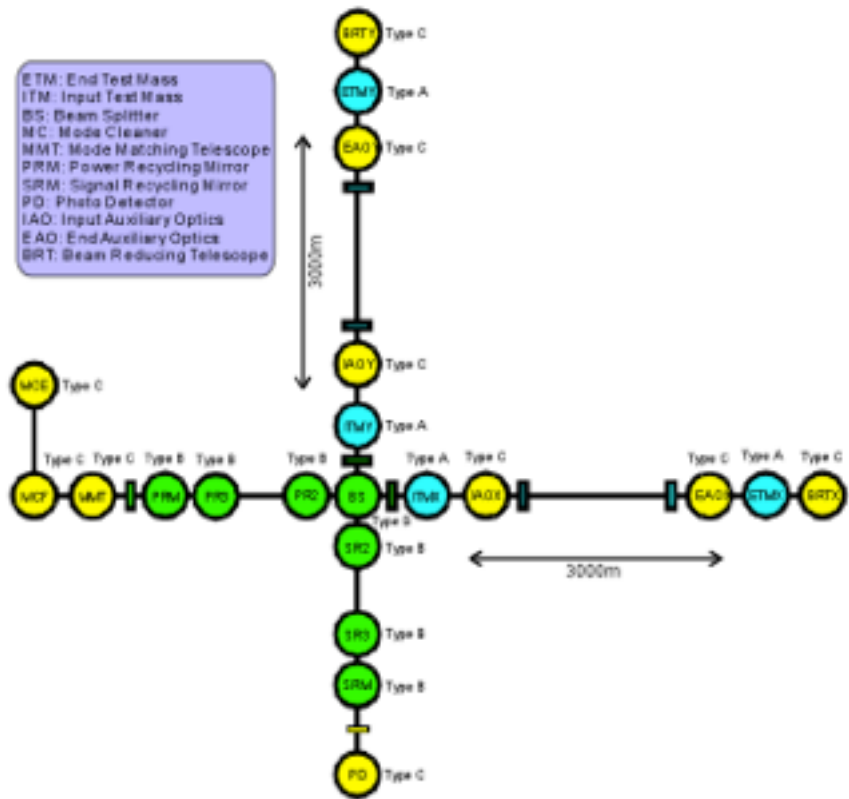 BRTY Type C
ETM: End Test Mass
ITM: Input Test Mass
BS: Beam Splitter
MC: Mode Cleaner
MMT: Mode Matching Telescope
PRM: Power Recycling Mirror
SRM: Signal Recycling Mirror
PD: Photo Detector
IAO: Input Auxiliary Optics
EAO: End Auxiliary Optics
BRT: Beam Reducing Telescope
ETMY Type A
EAOY Type C
3000m
IAOY Type C
MCE Type C
ITMY Type A
Type C Type C Type B Type B Type B Type A Type C Type C Type A Type C
MCF MMT PRM PR3 PR2 BS ITMX IAOX EAOX ETMX BRTX
Type B
SR2 Type B
3000m
SR3 Type B
SRM Type B
PD Type C